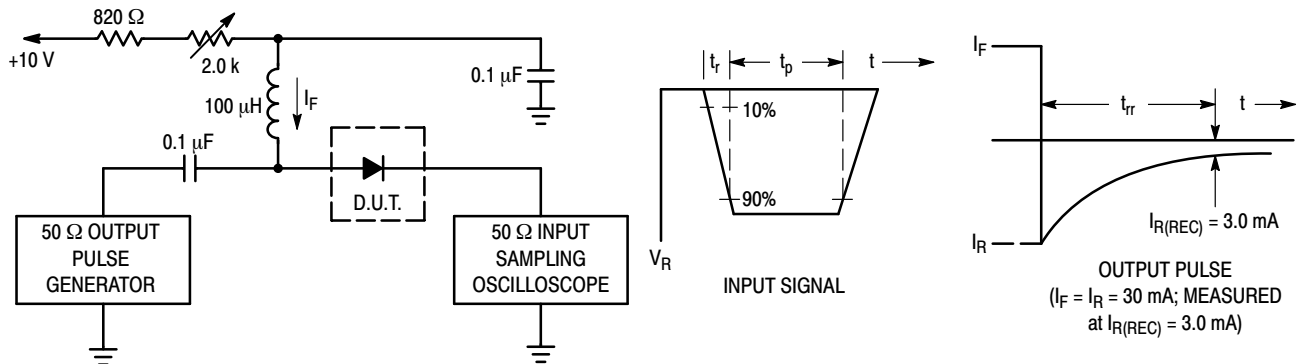 820 Ω
+10 V
2.0 k
100 μH
I_F
0.1 μF
0.1 μF
D.U.T.
50 Ω OUTPUT
PULSE
GENERATOR
50 Ω INPUT
SAMPLING
OSCILLOSCOPE
t_r
t_p
t
10%
90%
V_R
INPUT SIGNAL
I_F
t_rr
t
I_R
I_R(REC) = 3.0 mA
OUTPUT PULSE
(I_F = I_R = 30 mA; MEASURED
at I_R(REC) = 3.0 mA)